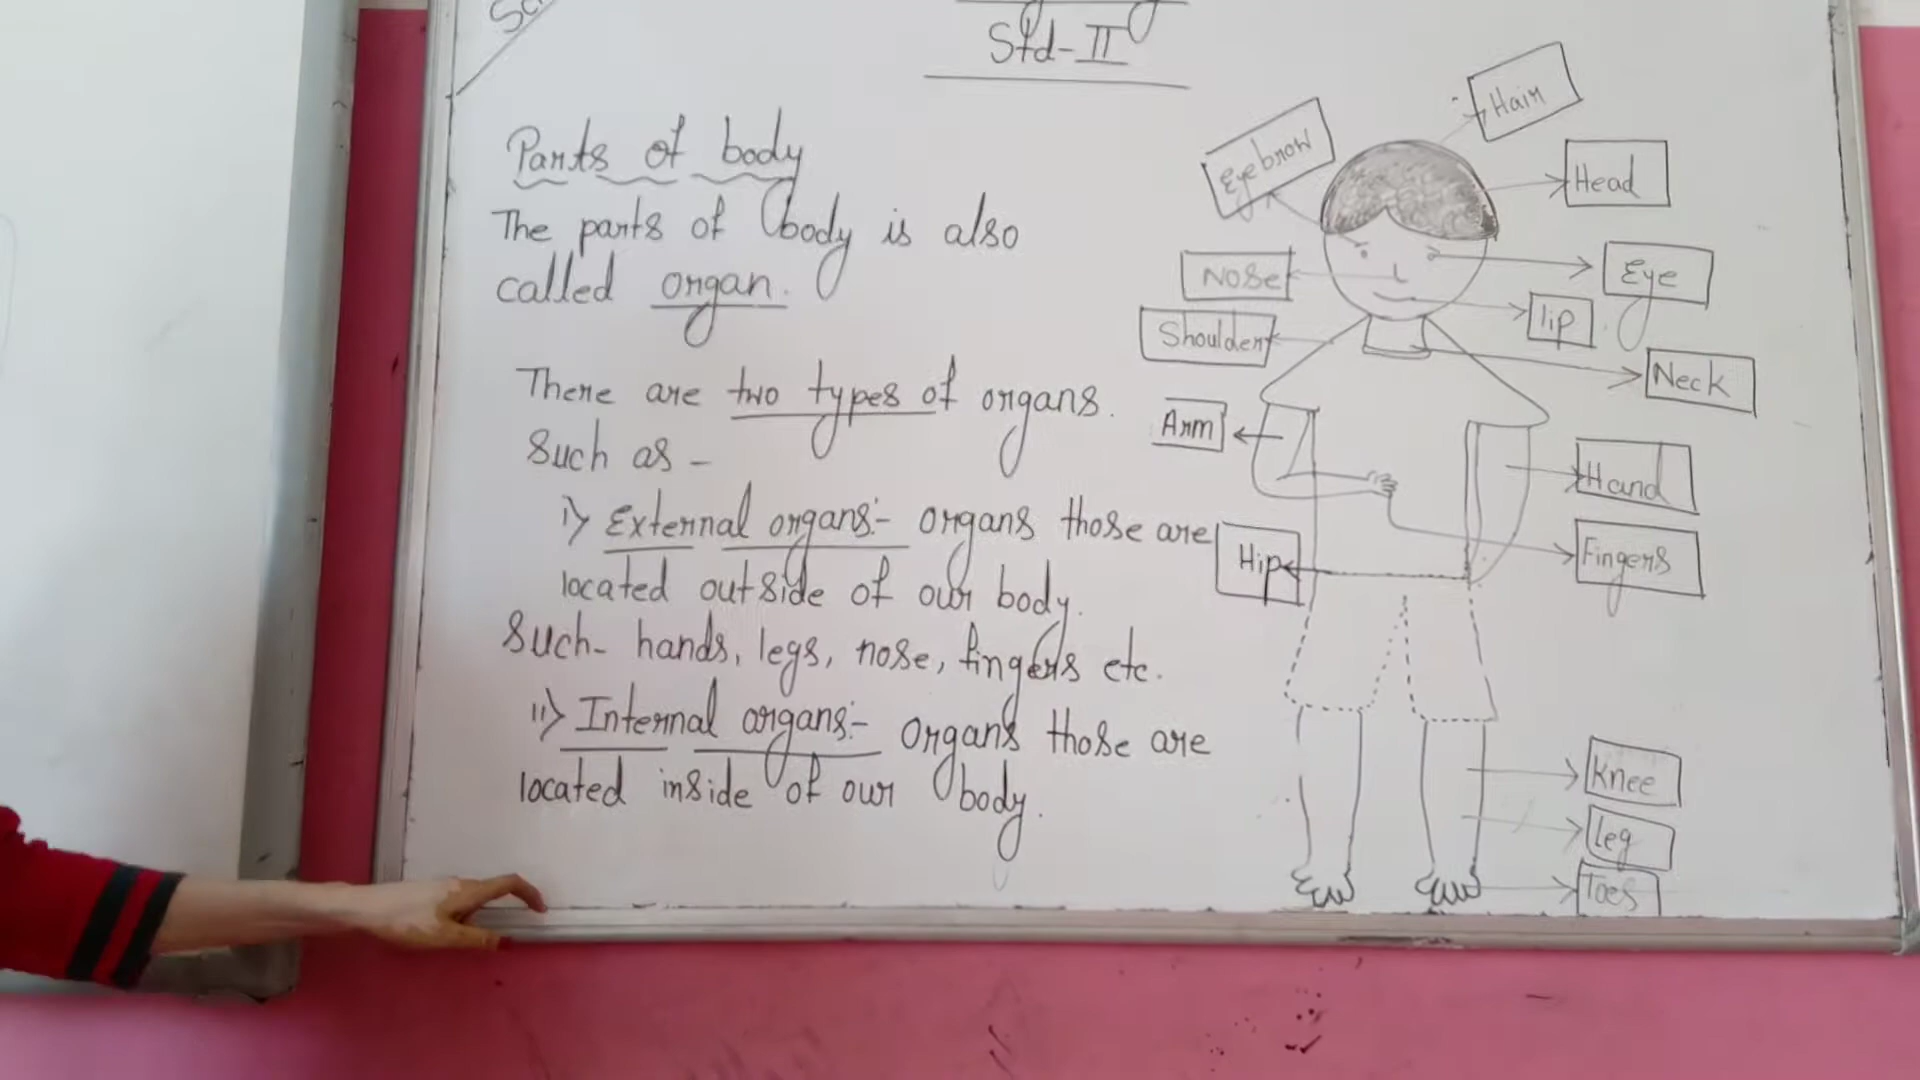 Std-II
Parts of body
The parts of body is also
called organ.
There are two types of organs.
Such as -
i> External organs:- organs those are
located outside of our body.
Such- hands, legs, nose, fingers etc.
ii> Internal organs:- organs those are
located inside of our body.
Hair
Eyebrow
Head
Nose
Eye
lip
Shoulder
Neck
Arm
Hand
Fingers
Hip
Knee
leg
Toes